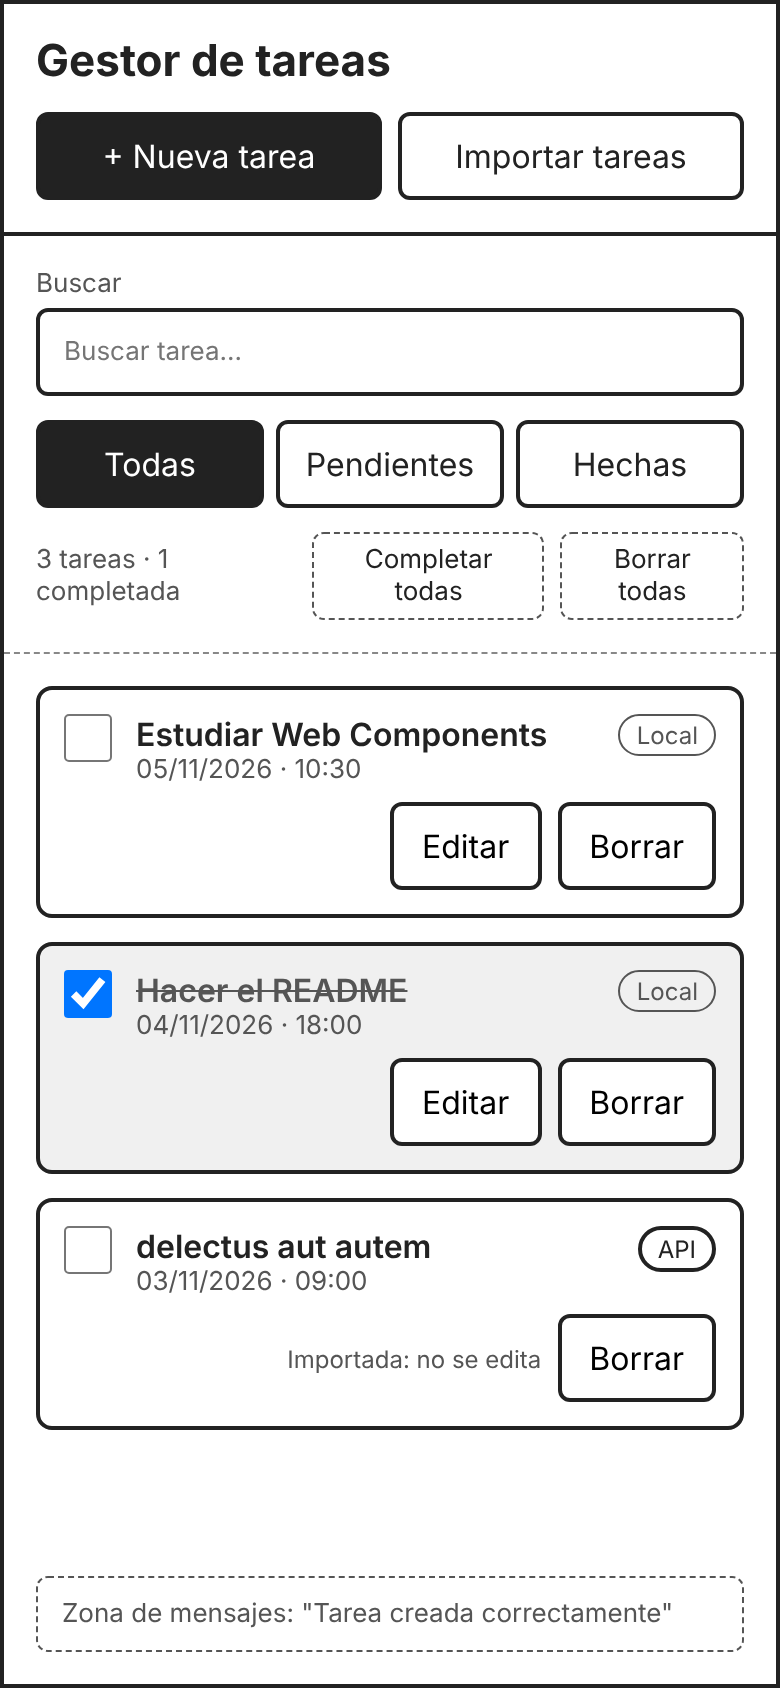 Gestor de tareas
+ Nueva tarea
Importar tareas
Buscar
Buscar tarea...
Todas
Pendientes
Hechas
3 tareas · 1
completada
Completar
todas
Borrar
todas
Estudiar Web Components
Local
05/11/2026 · 10:30
Editar
Borrar
Hacer el README
Local
04/11/2026 · 18:00
Editar
Borrar
delectus aut autem
API
03/11/2026 · 09:00
Importada: no se edita
Borrar
Zona de mensajes: "Tarea creada correctamente"